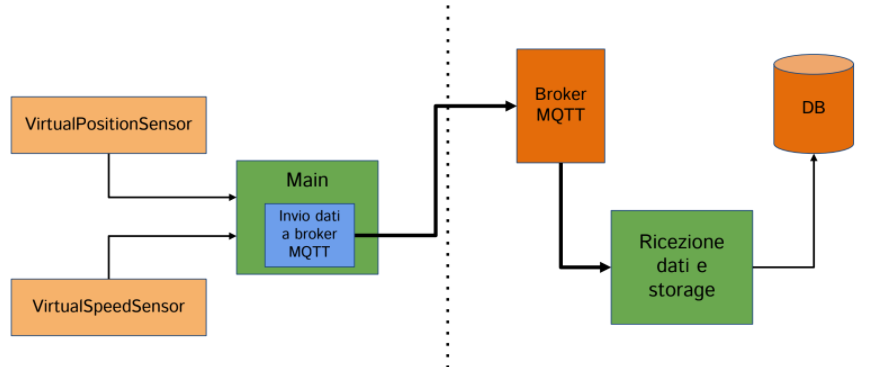 VirtualPositionSensor
Main
Invio dati
a broker
MQTT
VirtualSpeedSensor
Broker
MQTT
DB
Ricezione
dati e
storage